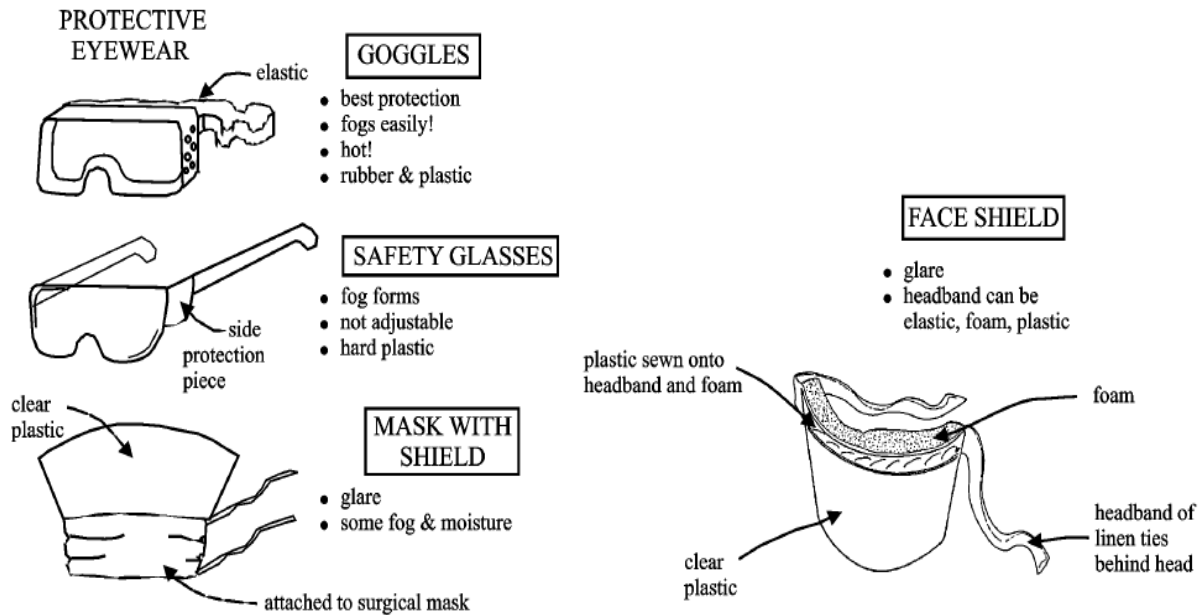 PROTECTIVE
EYEWEAR
elastic
GOGGLES
• best protection
• fogs easily!
• hot!
• rubber & plastic
SAFETY GLASSES
• fog forms
• not adjustable
• hard plastic
side
protection
piece
clear
plastic
MASK WITH
SHIELD
• glare
• some fog & moisture
attached to surgical mask
FACE SHIELD
• glare
• headband can be
elastic, foam, plastic
plastic sewn onto
headband and foam
foam
clear
plastic
headband of
linen ties
behind head